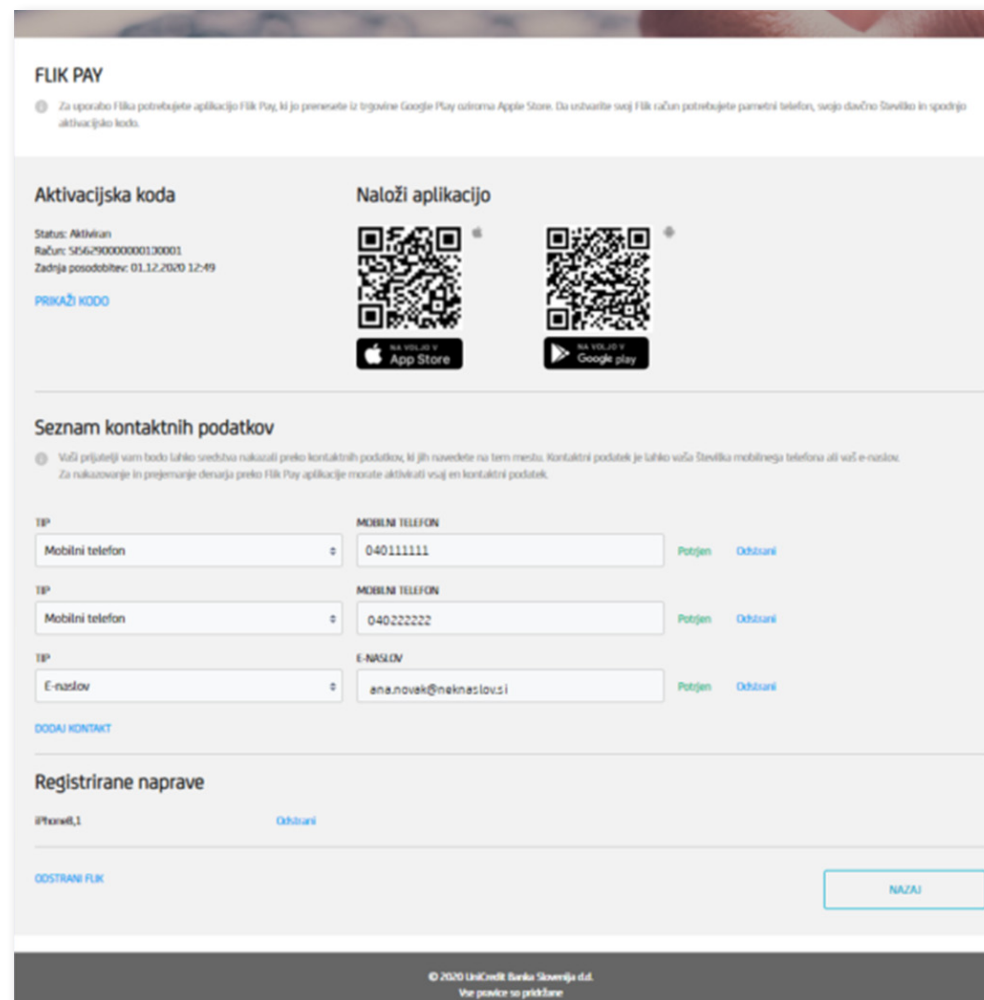 FLIK PAY
Za uporabo Flika potrebujete aplikacijo Flik Pay, ki jo prenesete iz trgovine Google Play oziroma Apple Store. Da ustvarite svoj Flik račun potrebujete pametni telefon, svojo davčno številko in spodnjo
aktivacijsko kodo.
Aktivacijska koda
Naloži aplikacijo
Status: Aktiviran
Račun: SI56290000000100001
Zadnja posodobitev: 01.12.2020 12:49
PRIKAŽI KODO
NA VOLJO V
App Store
NA VOLJO V
Google play
Seznam kontaktnih podatkov
Vaši prijatelji vam bodo lahko sredstva nakazali preko kontaktnih podatkov, ki jih navedete na tem mestu. Kontaktni podatek je lahko vaša številka mobilnega telefona ali vaš e-naslov.
Za nakazovanje in prejemanje denarja preko Flik Pay aplikacije morate aktivirati vsaj en kontaktni podatek.
TIP MOBILNI TELEFON
Mobilni telefon 040111111 Potrjen Odstrani
TIP MOBILNI TELEFON
Mobilni telefon 040222222 Potrjen Odstrani
TIP E-NASLOV
E-naslov ana.novak@neknaslov.si Potrjen Odstrani
DODAJ KONTAKT
Registrirane naprave
iPhone8,1 Odstrani
ODSTRANI FLIK
NAZAJ
© 2020 UniCredit Banka Slovenija d.d.
Vse pravice so pridržane